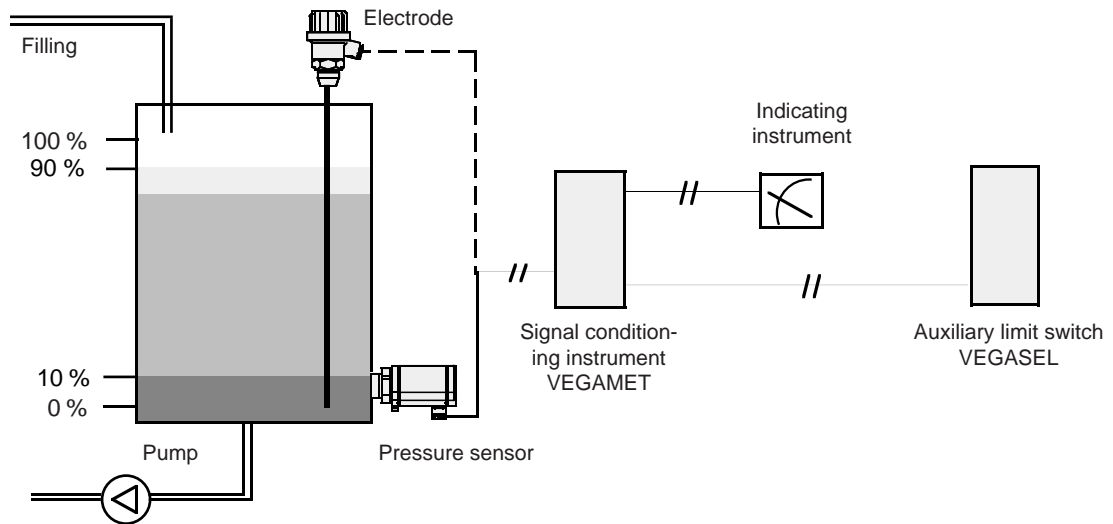 Electrode
Filling
Indicating
instrument
100 %
90 %
Signal condition-
ing instrument
VEGAMET
Auxiliary limit switch
VEGASEL
10 %
0 %
Pump
Pressure sensor